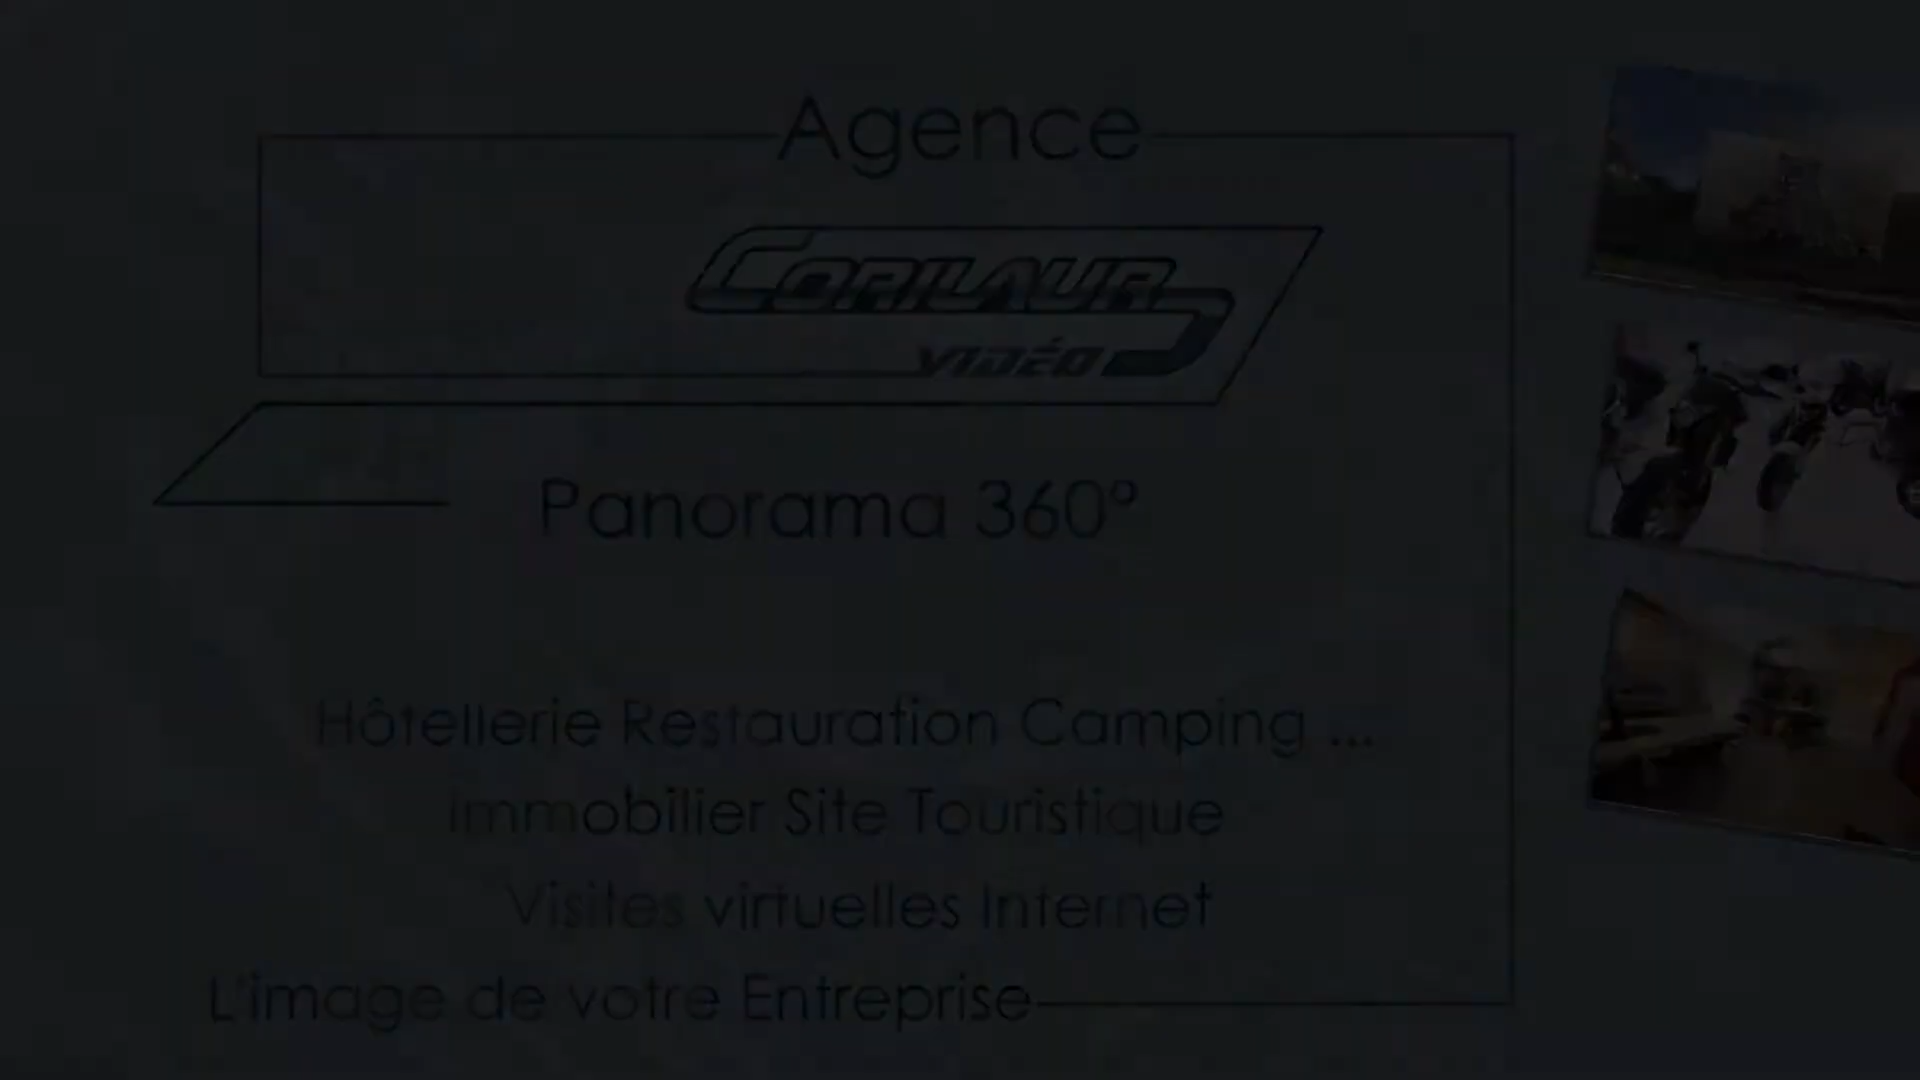 Agence
CORILAUR
VIDÉO
Panorama 360°
Hôtellerie Restauration Camping ...
Immobilier Site Touristique
Visites virtuelles Internet
L'image de votre Entreprise